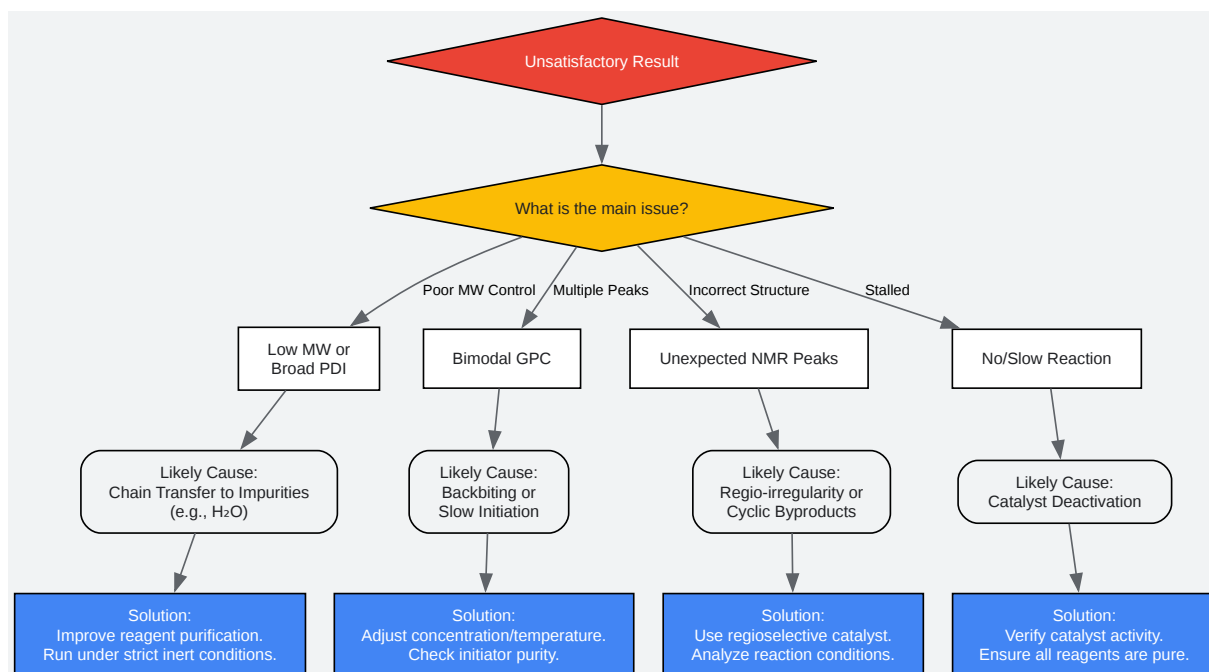 Unsatisfactory Result
What is the main issue?
Poor MW Control
Multiple Peaks
Incorrect Structure
Stalled
Low MW or
Broad PDI
Bimodal GPC
Unexpected NMR Peaks
No/Slow Reaction
Likely Cause:
Chain Transfer to Impurities
(e.g., H₂O)
Likely Cause:
Backbiting or
Slow Initiation
Likely Cause:
Regio-irregularity or
Cyclic Byproducts
Likely Cause:
Catalyst Deactivation
Solution:
Improve reagent purification.
Run under strict inert conditions.
Solution:
Adjust concentration/temperature.
Check initiator purity.
Solution:
Use regioselective catalyst.
Analyze reaction conditions.
Solution:
Verify catalyst activity.
Ensure all reagents are pure.